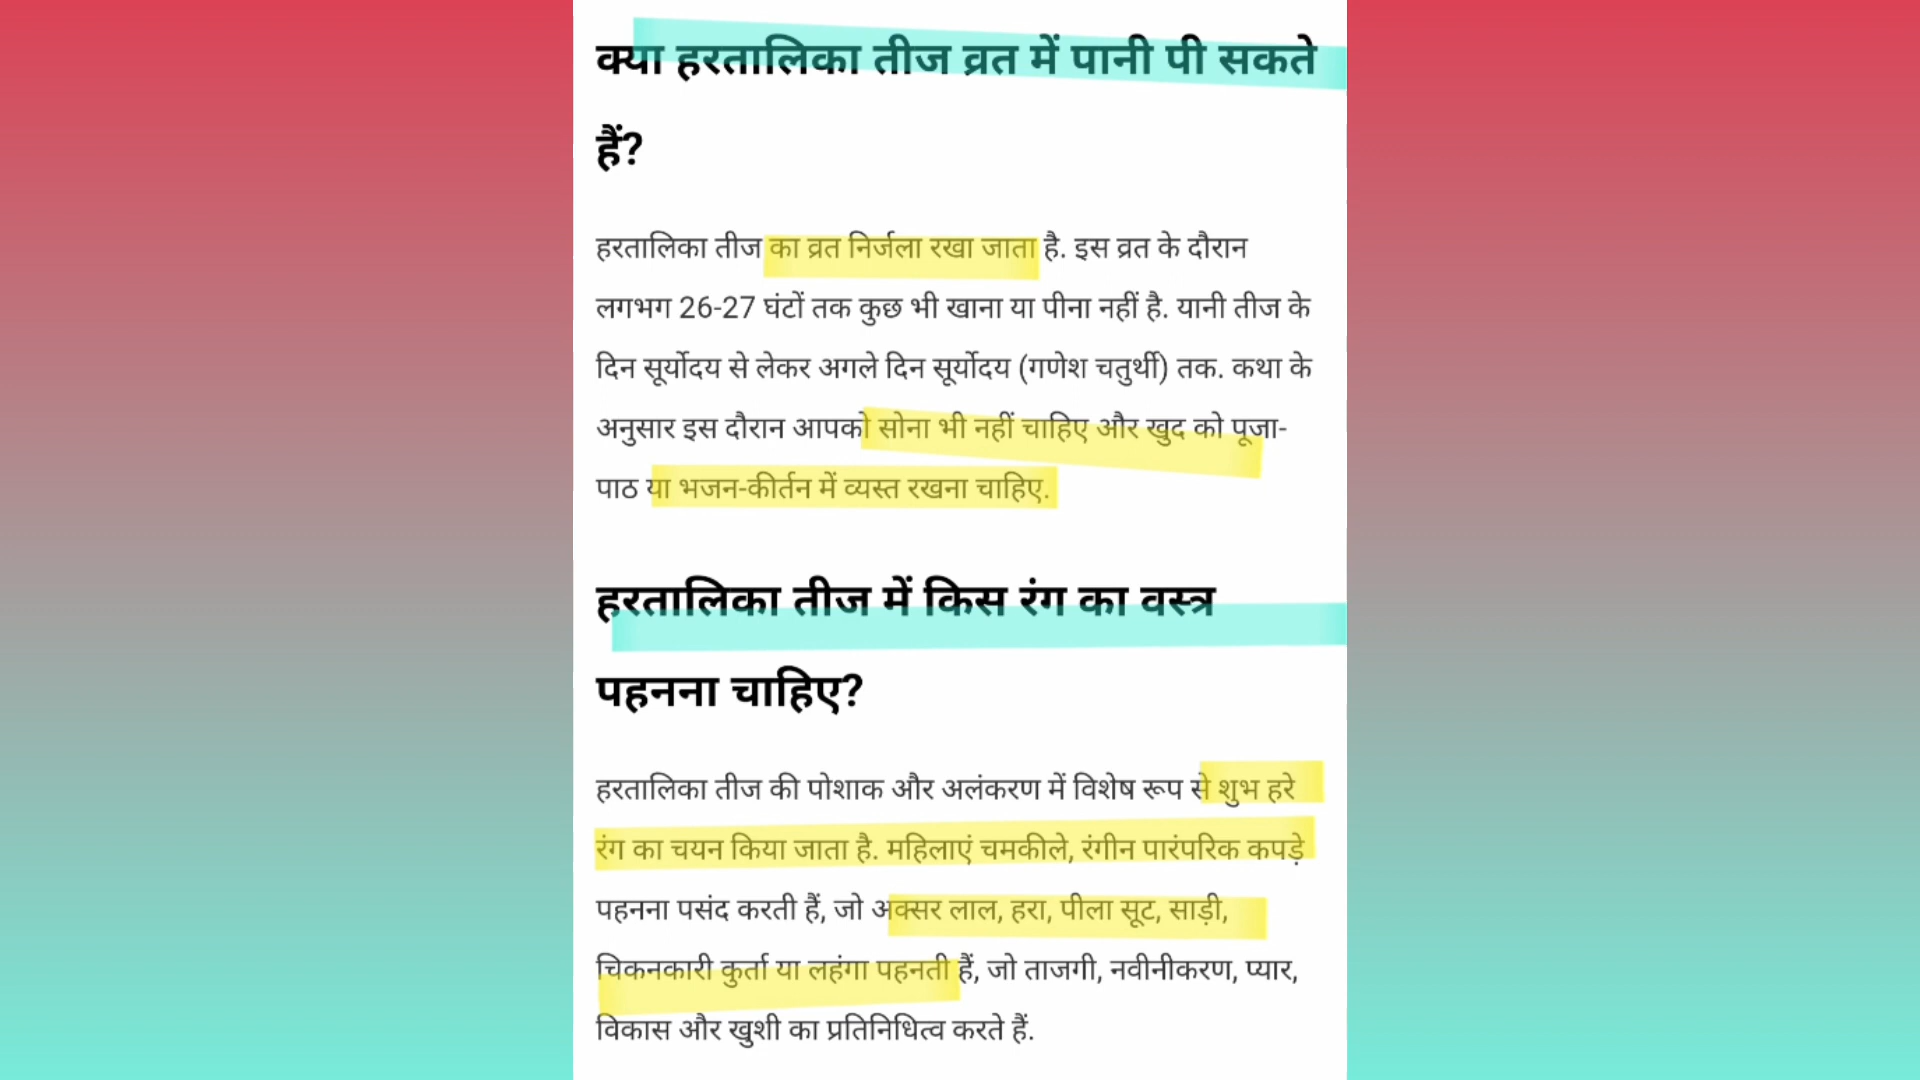 क्या हरतालिका तीज व्रत में पानी पी सकते
हैं?
हरतालिका तीज का व्रत निर्जला रखा जाता है. इस व्रत के दौरान
लगभग 26-27 घंटों तक कुछ भी खाना या पीना नहीं है. यानी तीज के
दिन सूर्योदय से लेकर अगले दिन सूर्योदय (गणेश चतुर्थी) तक. कथा के
अनुसार इस दौरान आपको सोना भी नहीं चाहिए और खुद को पूजा-
पाठ या भजन-कीर्तन में व्यस्त रखना चाहिए.
हरतालिका तीज में किस रंग का वस्त्र
पहनना चाहिए?
हरतालिका तीज की पोशाक और अलंकरण में विशेष रूप से शुभ हरे
रंग का चयन किया जाता है. महिलाएं चमकीले, रंगीन पारंपरिक कपड़े
पहनना पसंद करती हैं, जो अक्सर लाल, हरा, पीला सूट, साड़ी,
चिकनकारी कुर्ता या लहंगा पहनती हैं, जो ताजगी, नवीनीकरण, प्यार,
विकास और खुशी का प्रतिनिधित्व करते हैं.